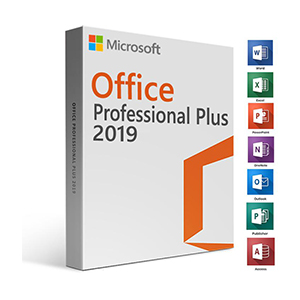 Microsoft
Office
Professional Plus
2019
OFFICE PROFESSIONAL PLUS 2019
Word
Excel
PowerPoint
OneNote
Outlook
Publisher
Access